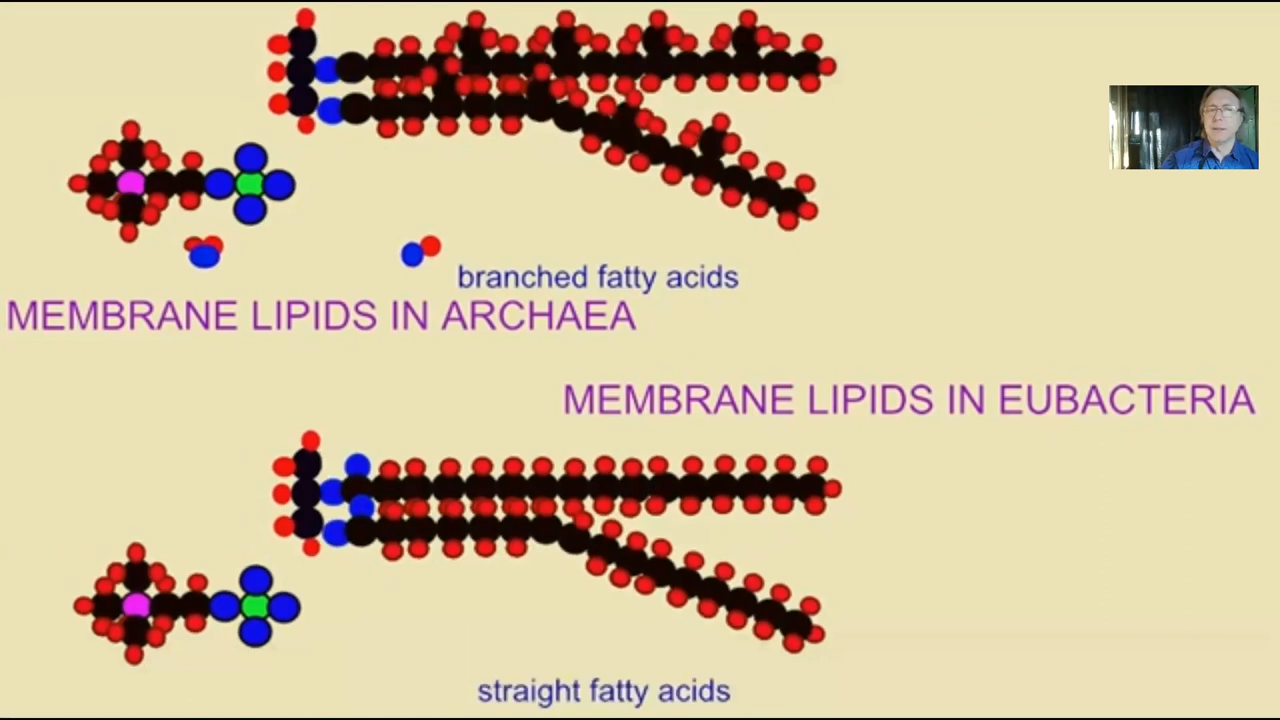 branched fatty acids
MEMBRANE LIPIDS IN ARCHAEA
MEMBRANE LIPIDS IN EUBACTERIA
straight fatty acids